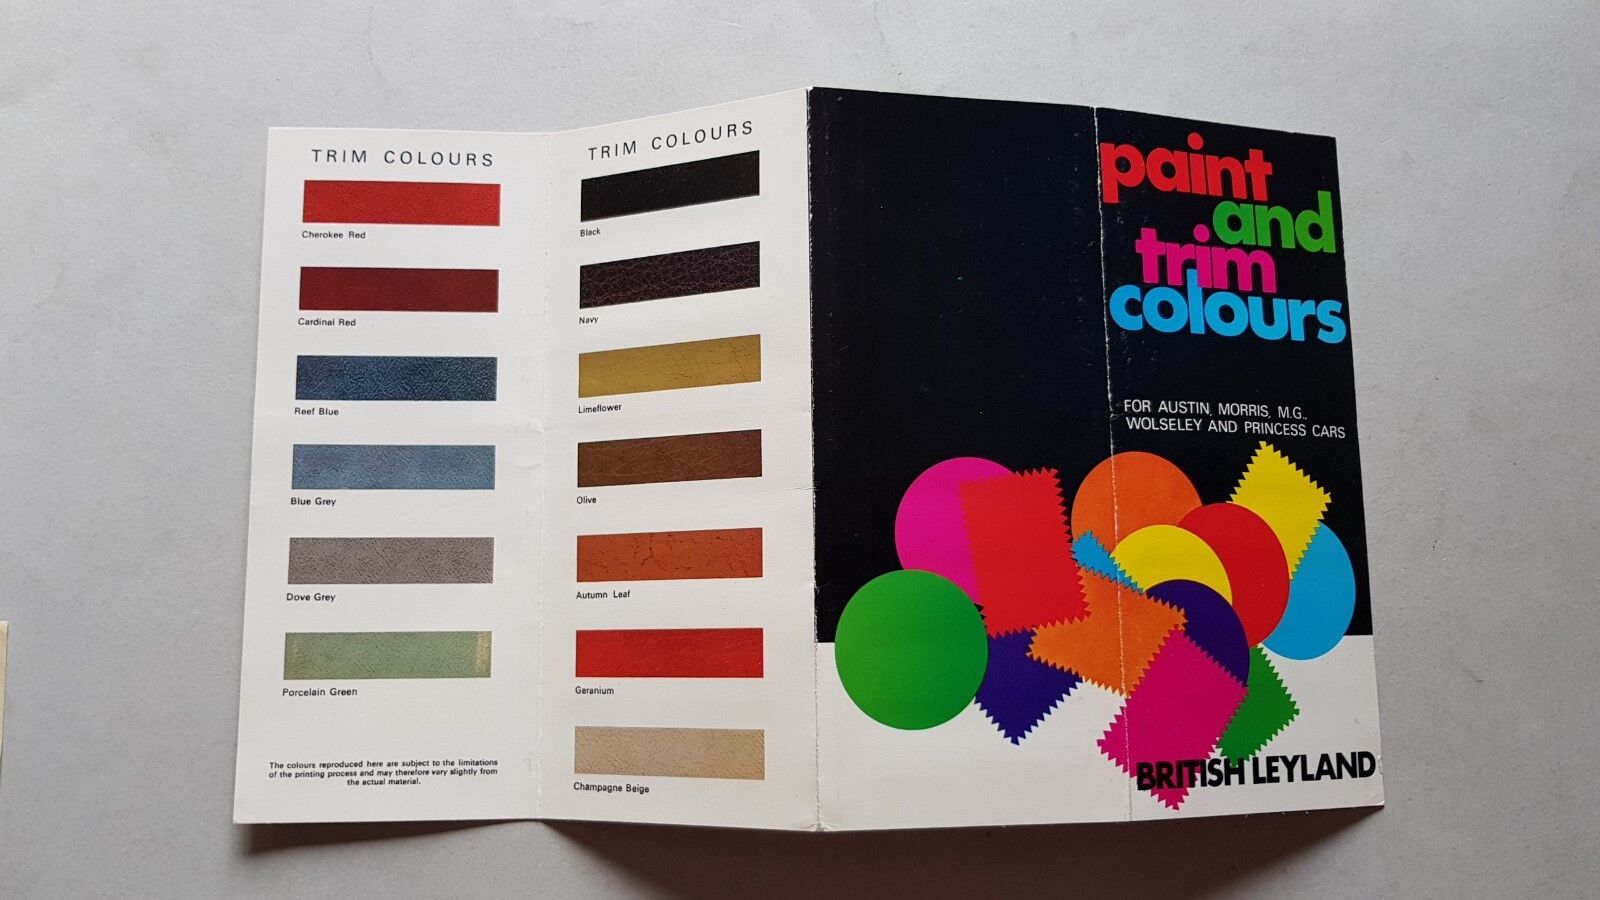 TRIM COLOURS
Cherokee Red
Cardinal Red
Reef Blue
Blue Grey
Dove Grey
Porcelain Green
The colours reproduced here are subject to the limitations
of the printing process and may therefore vary slightly from
the actual material.
TRIM COLOURS
Black
Navy
Limeflower
Olive
Autumn Leaf
Geranium
Champagne Beige
paint
and
trim
colours
FOR AUSTIN, MORRIS, M.G.,
WOLSELEY AND PRINCESS CARS
BRITISH LEYLAND